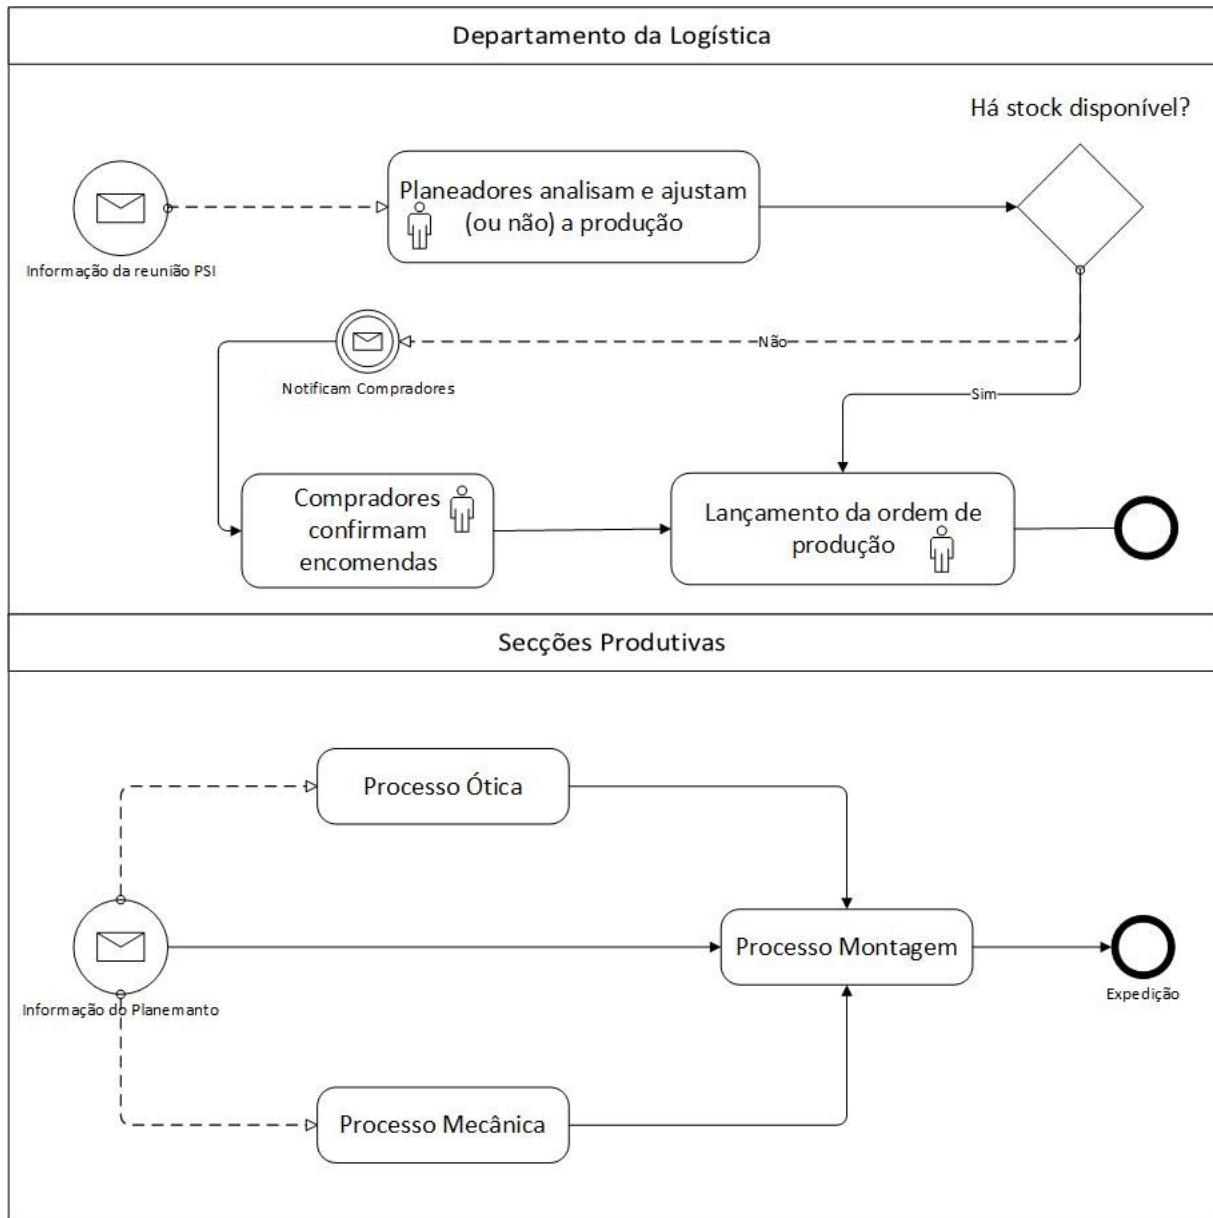 Departamento da Logística
Há stock disponível?
Planeadores analisam e ajustam
(ou não) a produção
Informação da reunião PSI
Não
Notificam Compradores
Sim
Compradores
confirmam
encomendas
Lançamento da ordem de
produção
Secções Produtivas
Processo Ótica
Processo Montagem
Informação do Planemanto
Expedição
Processo Mecânica